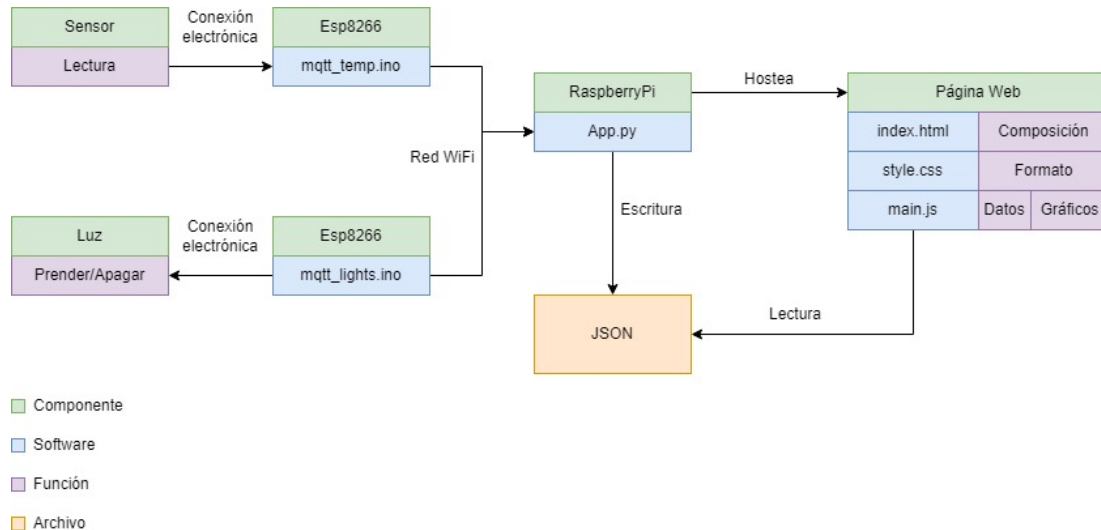 Sensor
Lectura
Conexión
electrónica
Esp8266
mqtt_temp.ino
Luz
Prender/Apagar
Conexión
electrónica
Esp8266
mqtt_lights.ino
Red WiFi
RaspberryPi
App.py
Hostea
Escritura
Página Web
index.html
Composición
style.css
Formato
main.js
Datos
Gráficos
Lectura
JSON
Componente
Software
Función
Archivo